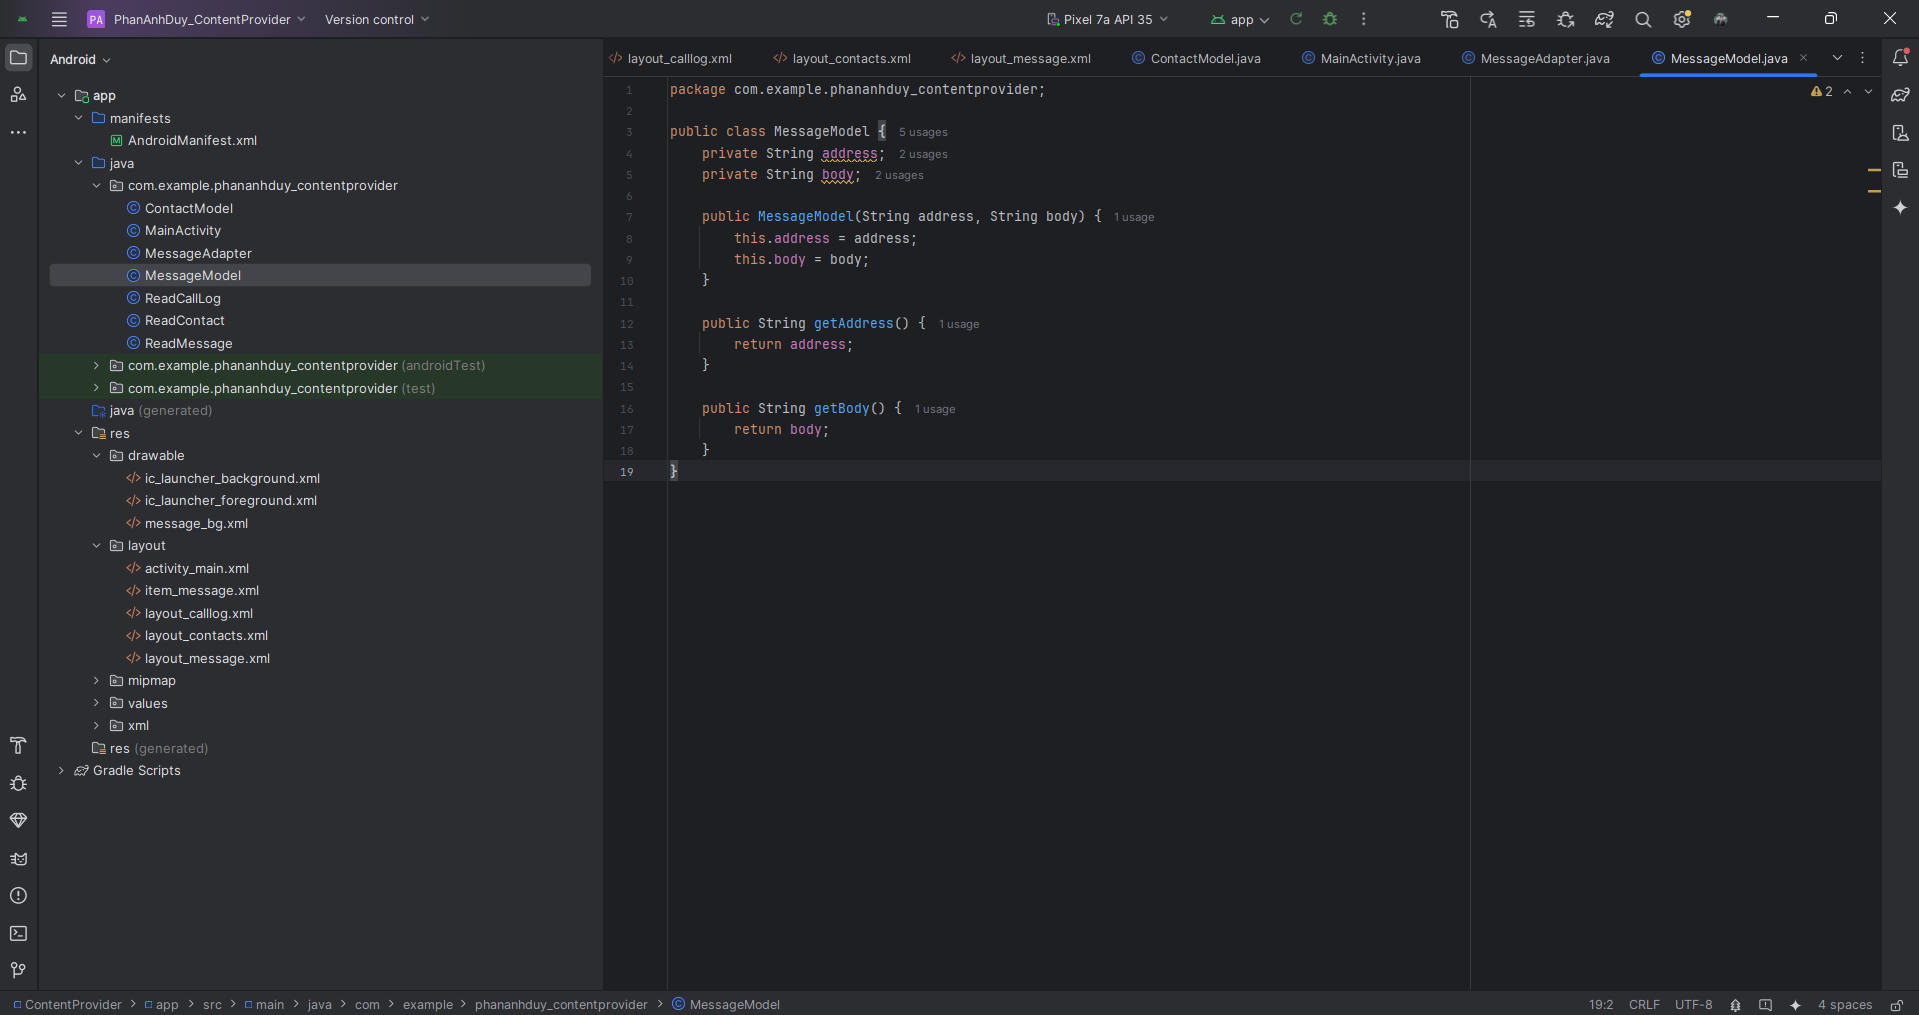 PA PhanAnhDuy_ContentProvider Version control Pixel 7a API 35 app
Android
app
manifests
AndroidManifest.xml
java
com.example.phananhduy_contentprovider
ContactModel
MainActivity
MessageAdapter
MessageModel
ReadCallLog
ReadContact
ReadMessage
com.example.phananhduy_contentprovider (androidTest)
com.example.phananhduy_contentprovider (test)
java (generated)
res
drawable
ic_launcher_background.xml
ic_launcher_foreground.xml
message_bg.xml
layout
activity_main.xml
item_message.xml
layout_calllog.xml
layout_contacts.xml
layout_message.xml
mipmap
values
xml
res (generated)
Gradle Scripts
layout_calllog.xml layout_contacts.xml layout_message.xml ContactModel.java MainActivity.java MessageAdapter.java MessageModel.java
2
1 package com.example.phananhduy_contentprovider;
2
3 public class MessageModel { 5 usages
4 private String address; 2 usages
5 private String body; 2 usages
6
7 public MessageModel(String address, String body) { 1 usage
8 this.address = address;
9 this.body = body;
10 }
11
12 public String getAddress() { 1 usage
13 return address;
14 }
15
16 public String getBody() { 1 usage
17 return body;
18 }
19 }
ContentProvider > app > src > main > java > com > example > phananhduy_contentprovider > MessageModel
19:2 CRLF UTF-8 4 spaces